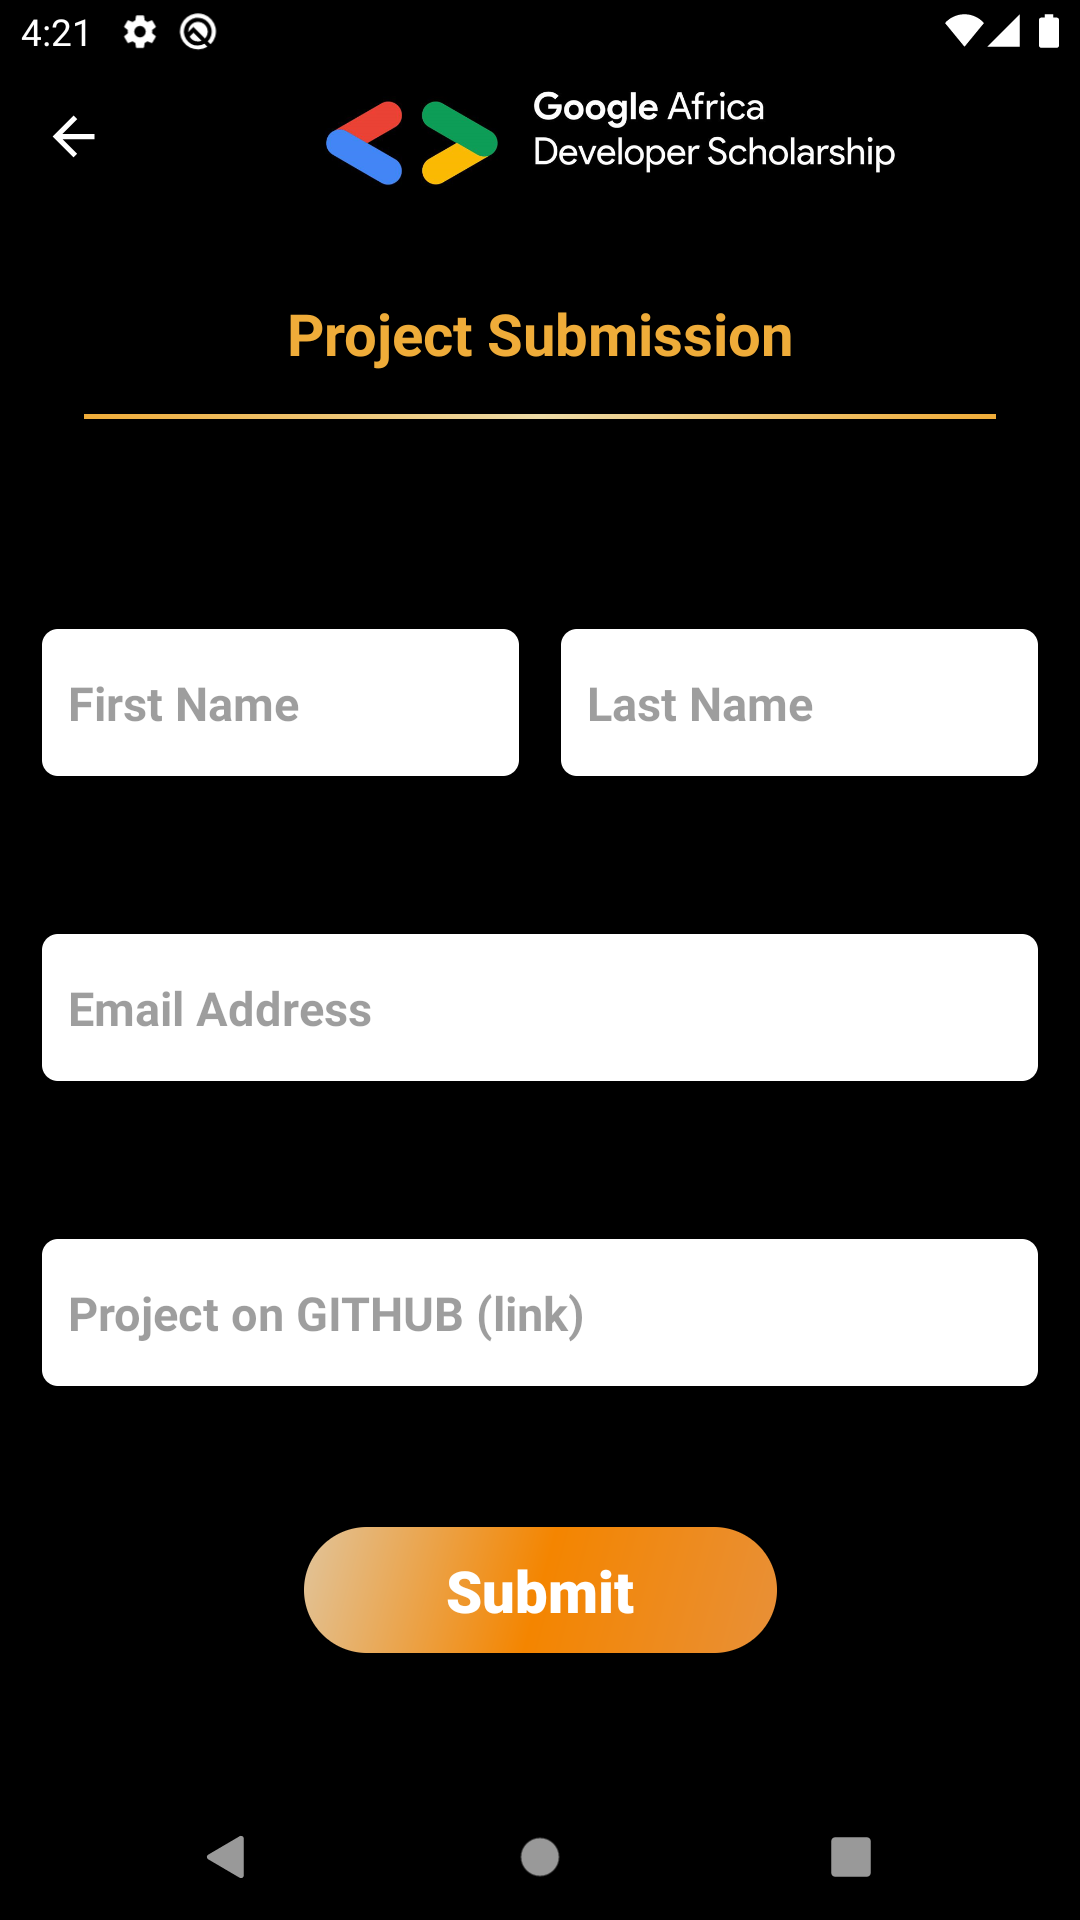 4:21
Google Africa
Developer Scholarship
Project Submission
First Name
Last Name
Email Address
Project on GITHUB (link)
Submit